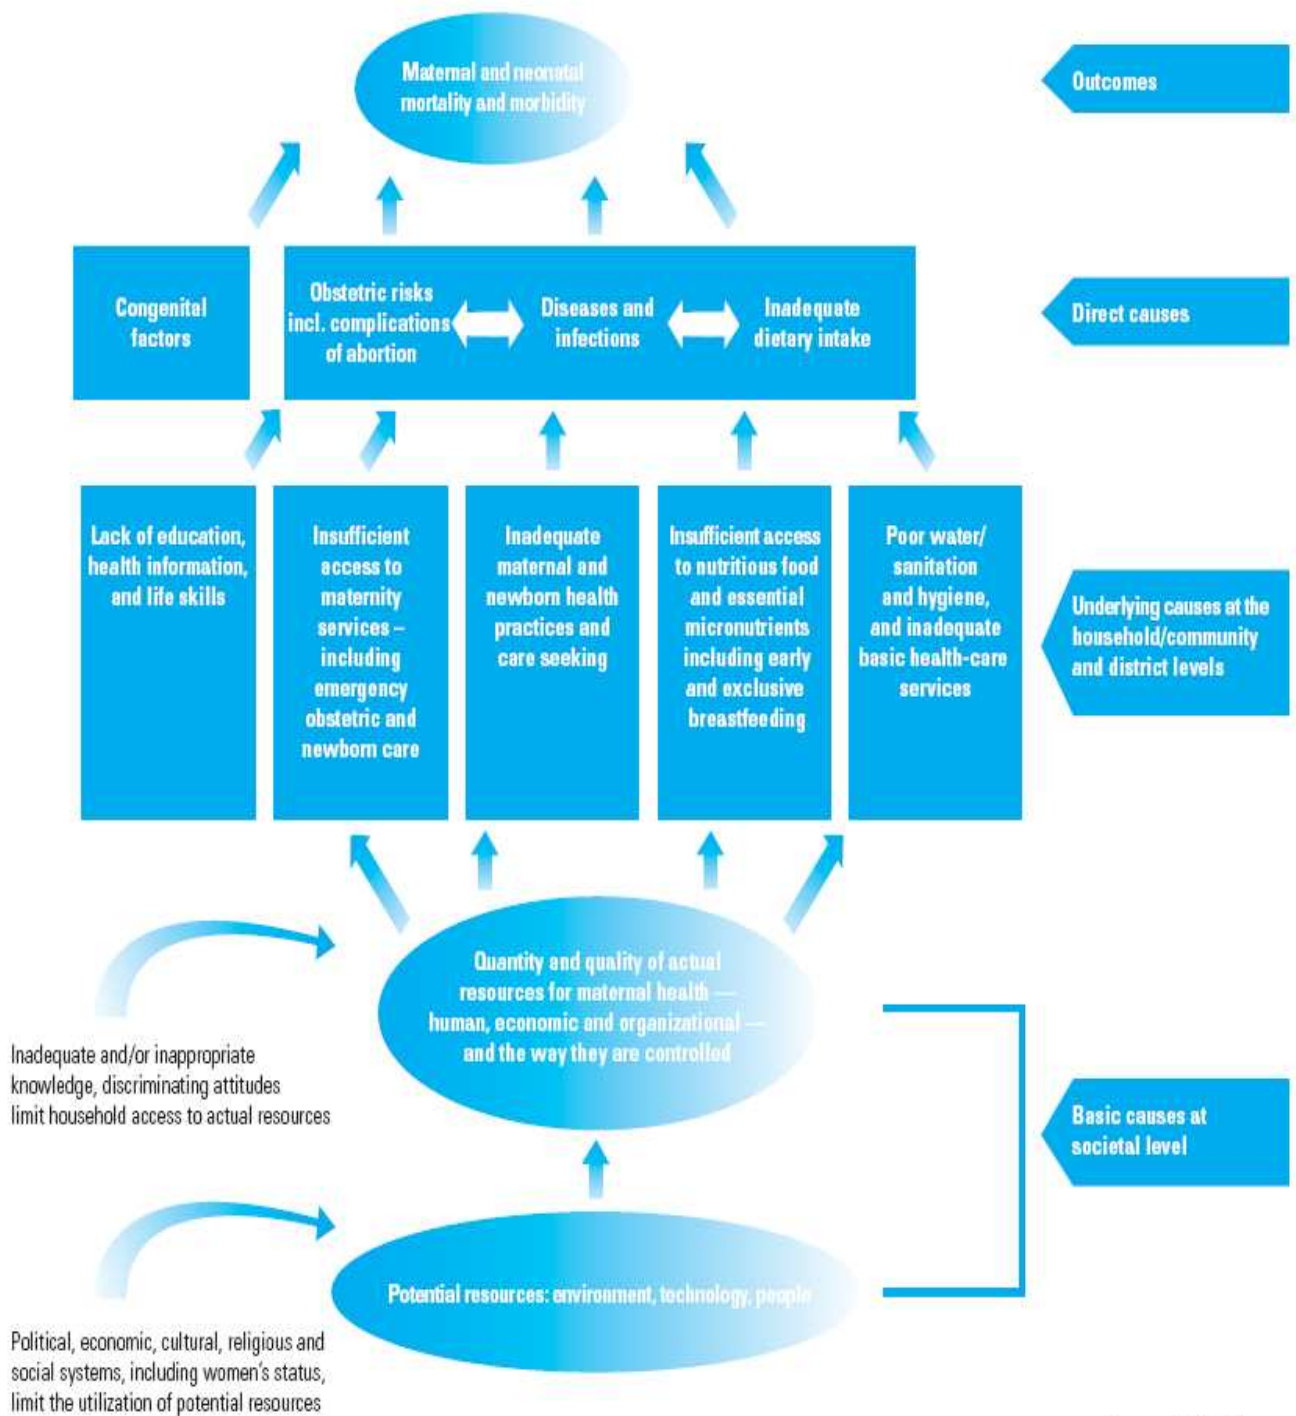 Maternal and neonatal
mortality and morbidity
Outcomes
Congenital
factors
Obstetric risks
incl. complications
of abortion
Diseases and
infections
Inadequate
dietary intake
Direct causes
Lack of education,
health information,
and life skills
Insufficient
access to
maternity
services –
including
emergency
obstetric and
newborn care
Inadequate
maternal and
newborn health
practices and
care seeking
Insufficient access
to nutritious food
and essential
micronutrients
including early
and exclusive
breastfeeding
Poor water/
sanitation
and hygiene,
and inadequate
basic health-care
services
Underlying causes at the
household/community
and district levels
Quantity and quality of actual
resources for maternal health —
human, economic and organizational —
and the way they are controlled
Inadequate and/or inappropriate
knowledge, discriminating attitudes
limit household access to actual resources
Basic causes at
societal level
Potential resources: environment, technology, people
Political, economic, cultural, religious and
social systems, including women's status,
limit the utilization of potential resources